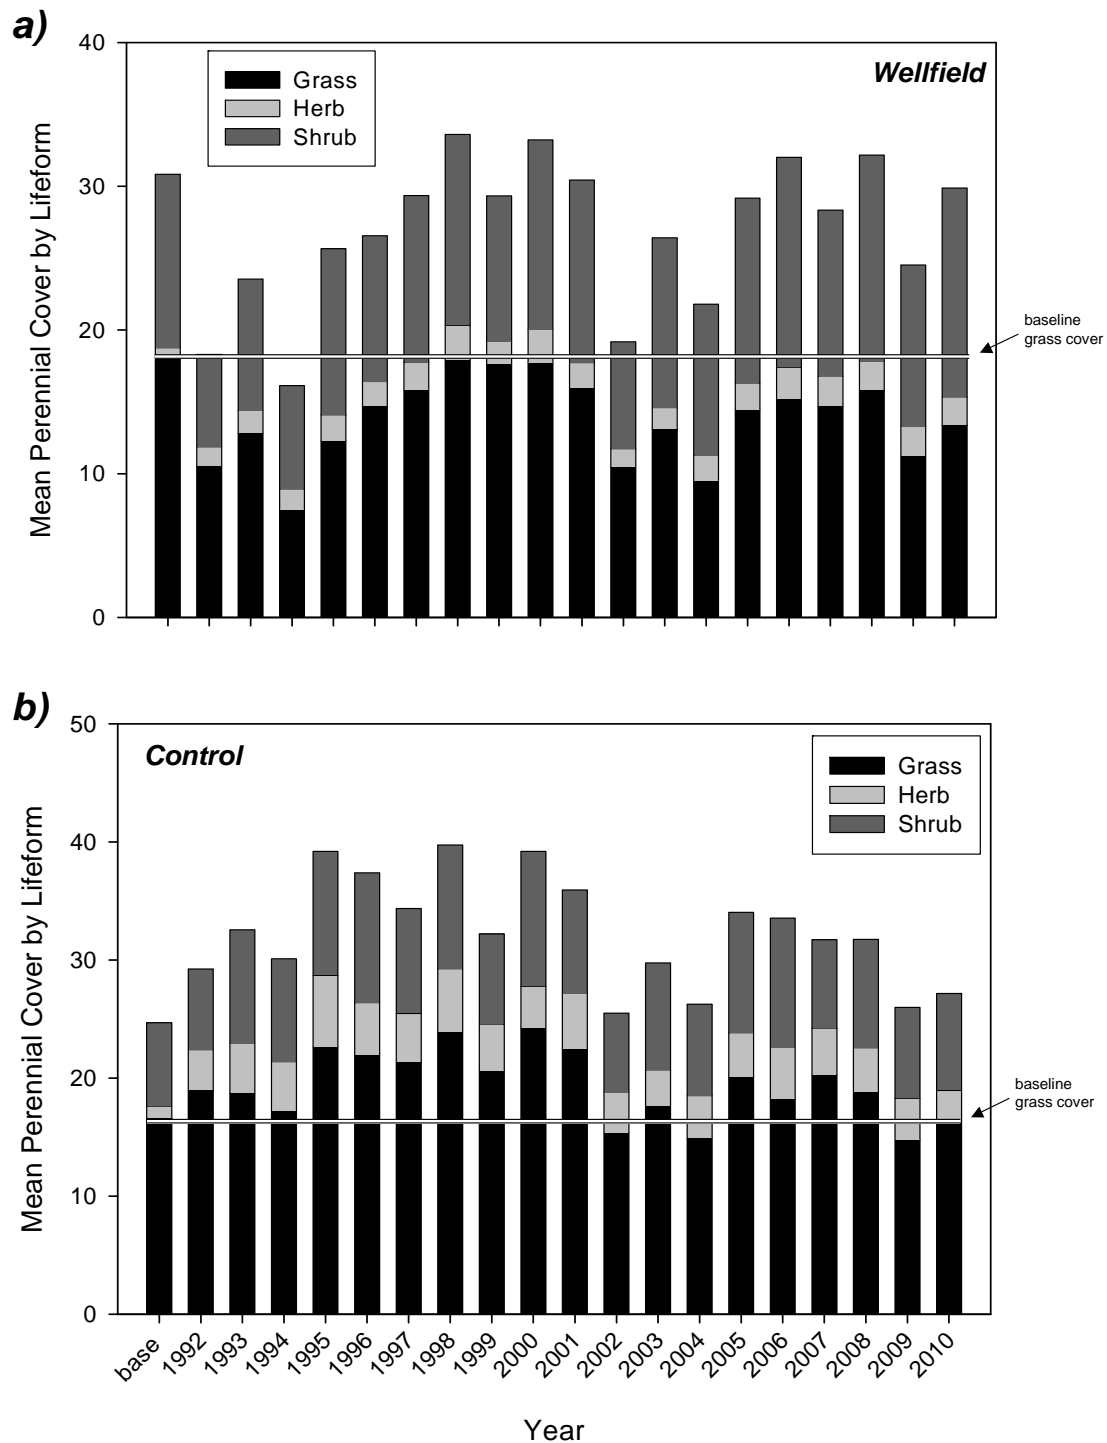 a)
40
30
20
10
0
Mean Perennial Cover by Lifeform
Grass
Herb
Shrub
Wellfield
baseline
grass cover
b)
50
40
30
20
10
0
Mean Perennial Cover by Lifeform
Control
Grass
Herb
Shrub
baseline
grass cover
base
1992
1993
1994
1995
1996
1997
1998
1999
2000
2001
2002
2003
2004
2005
2006
2007
2008
2009
2010
Year